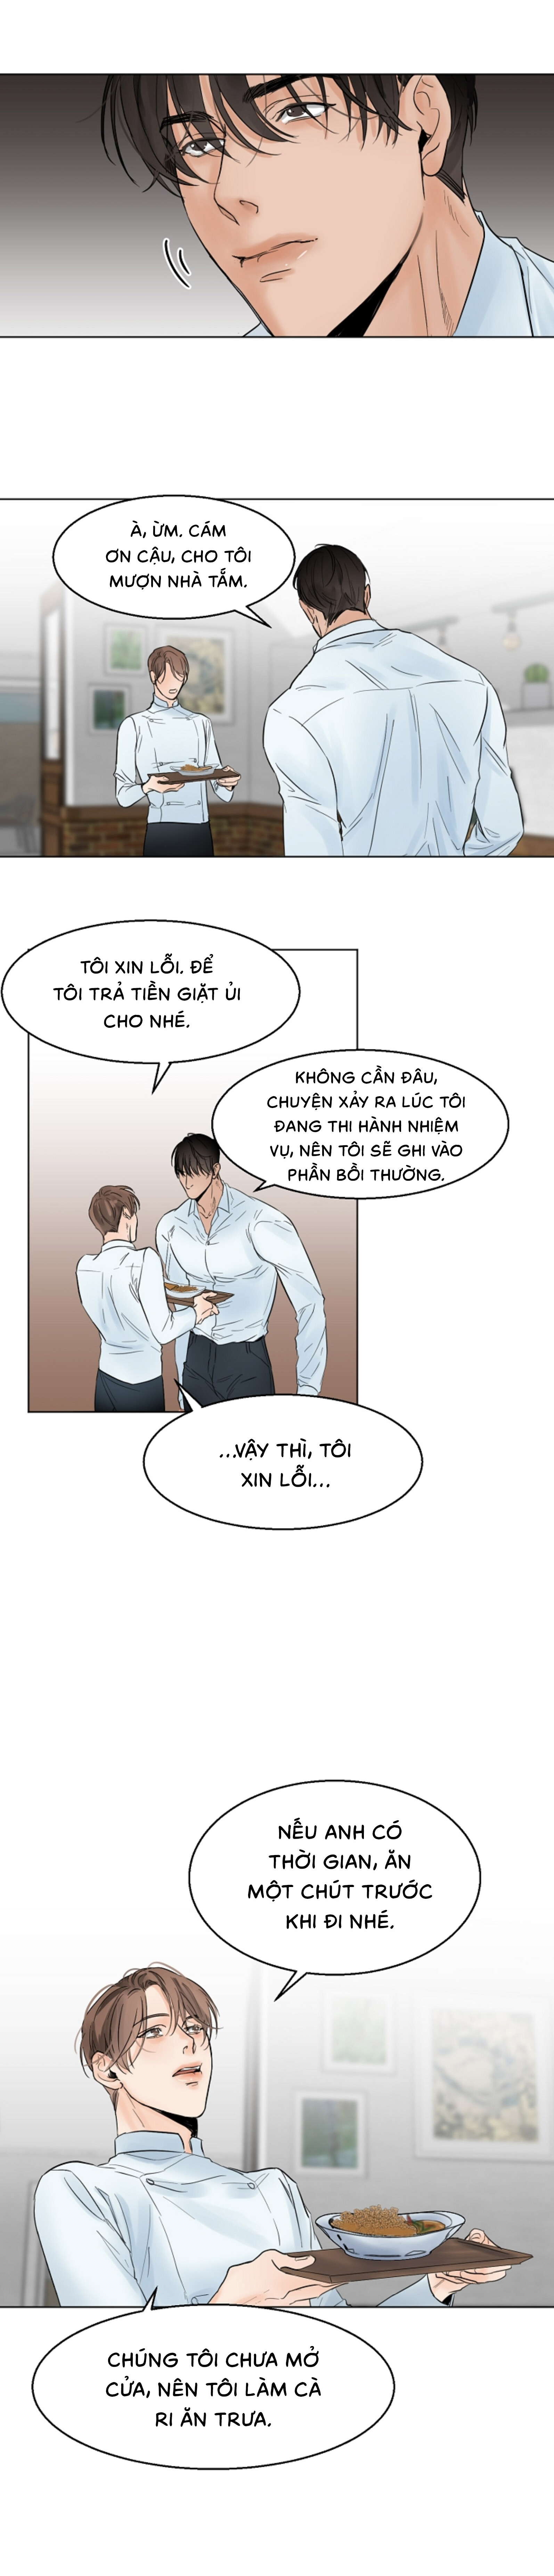 À, ỪM. CÁM
ƠN CẬU, CHO TÔI
MƯỢN NHÀ TẮM.
TÔI XIN LỖI. ĐỂ
TÔI TRẢ TIỀN GIẶT ỦI
CHO NHÉ.
KHÔNG CẦN ĐÂU,
CHUYỆN XẢY RA LÚC TÔI
ĐANG THI HÀNH NHIỆM
VỤ, NÊN TÔI SẼ GHI VÀO
PHẦN BỒI THƯỜNG.
...VẬY THÌ, TÔI
XIN LỖI...
NẾU ANH CÓ
THỜI GIAN, ĂN
MỘT CHÚT TRƯỚC
KHI ĐI NHÉ.
CHÚNG TÔI CHƯA MỞ
CỬA, NÊN TÔI LÀM CÀ
RI ĂN TRƯA.